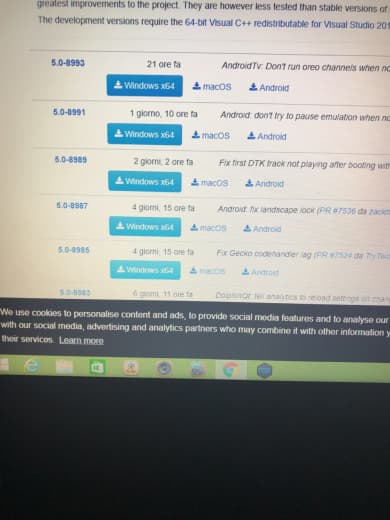 greatest improvements to the project. They are however less tested than stable versions of
The development versions require the 64-bit Visual C++ redistributable for Visual Studio 201
5.0-8993 21 ore fa AndroidTv: Don't run oreo channels when no
Windows x64 macOS Android
5.0-8991 1 giorno, 10 ore fa Android: don't try to pause emulation when no
Windows x64 macOS Android
5.0-8989 2 giorni, 2 ore fa Fix first DTK track not playing after booting with
Windows x64 macOS Android
5.0-8987 4 giorni, 15 ore fa Android: fix landscape lock (PR #7536 da
Windows x64 macOS Android
5.0-8985 4 giorni, 15 ore fa Fix Gecko codehandler lag (PR #7524 da
Windows x64 macOS Android
5.0-8983 6 giorni, 11 ore fa DolphinQt: tell analytics to reload settings on
We use cookies to personalise content and ads, to provide social media features and to analyse our
with our social media, advertising and analytics partners who may combine it with other information y
their services. Learn more